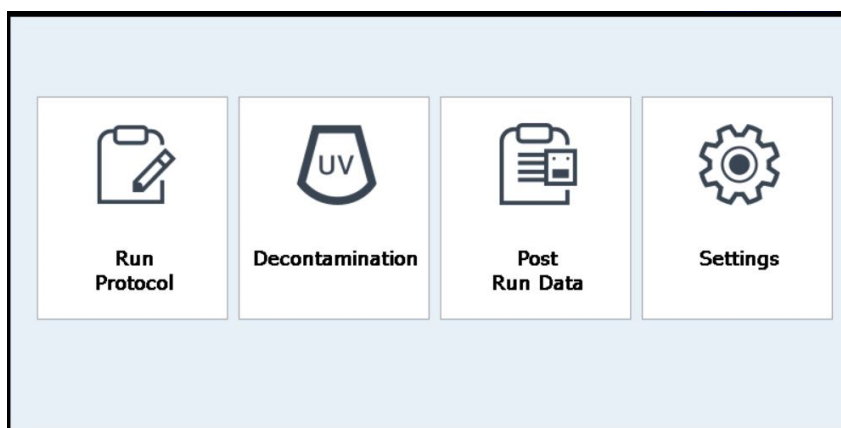 UV
Run
Protocol
Decontamination
Post
Run Data
Settings